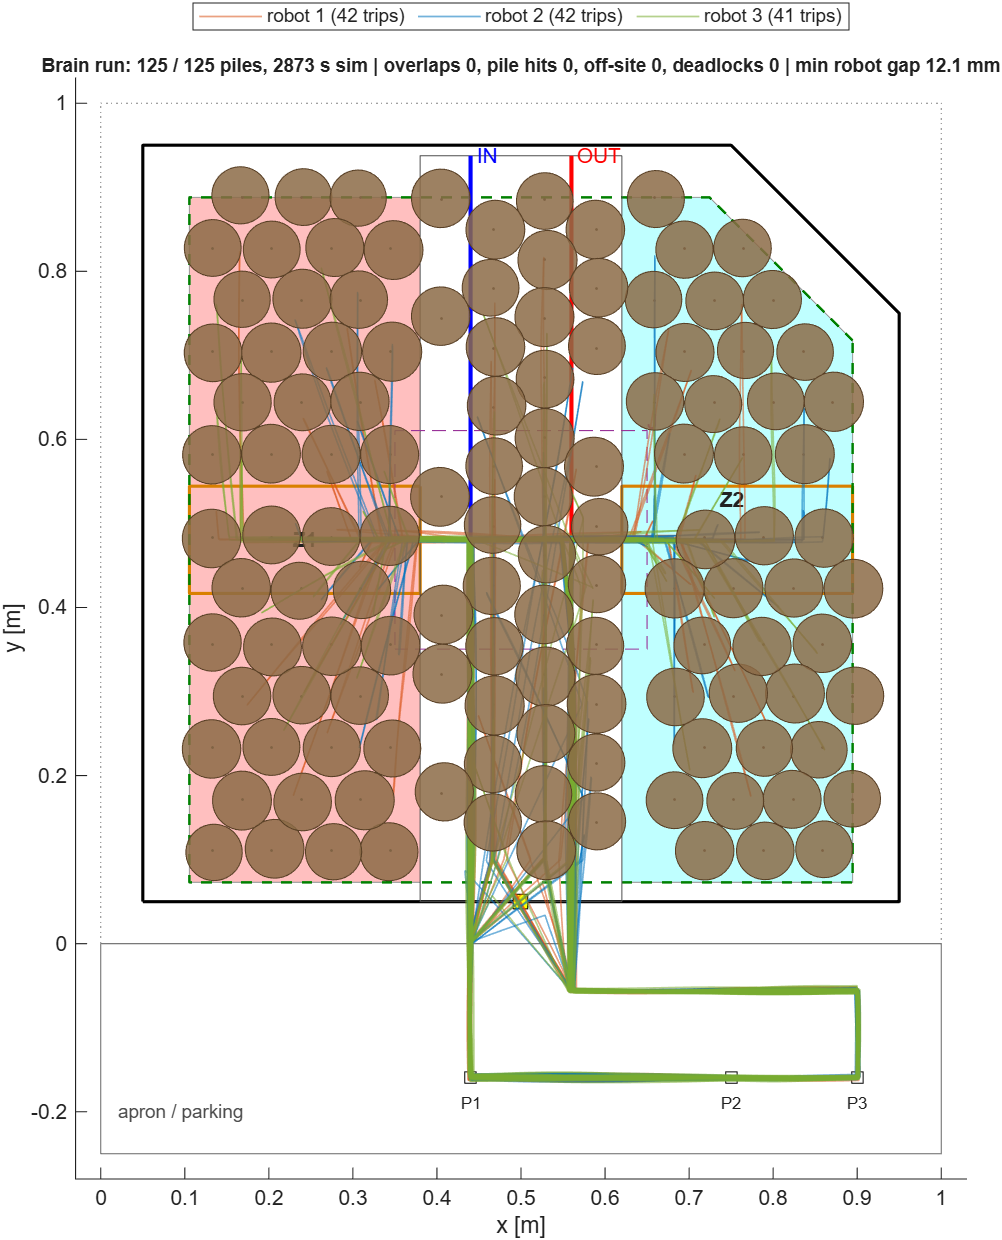 robot 1 (42 trips) robot 2 (42 trips) robot 3 (41 trips)
Brain run: 125 / 125 piles, 2873 s sim | overlaps 0, pile hits 0, off-site 0, deadlocks 0 | min robot gap 12.1 mm
1
IN OUT
0.8
0.6
Z2
0.4
y [m]
0.2
0
P1 P2 P3
-0.2
apron / parking
0 0.1 0.2 0.3 0.4 0.5 0.6 0.7 0.8 0.9 1
x [m]